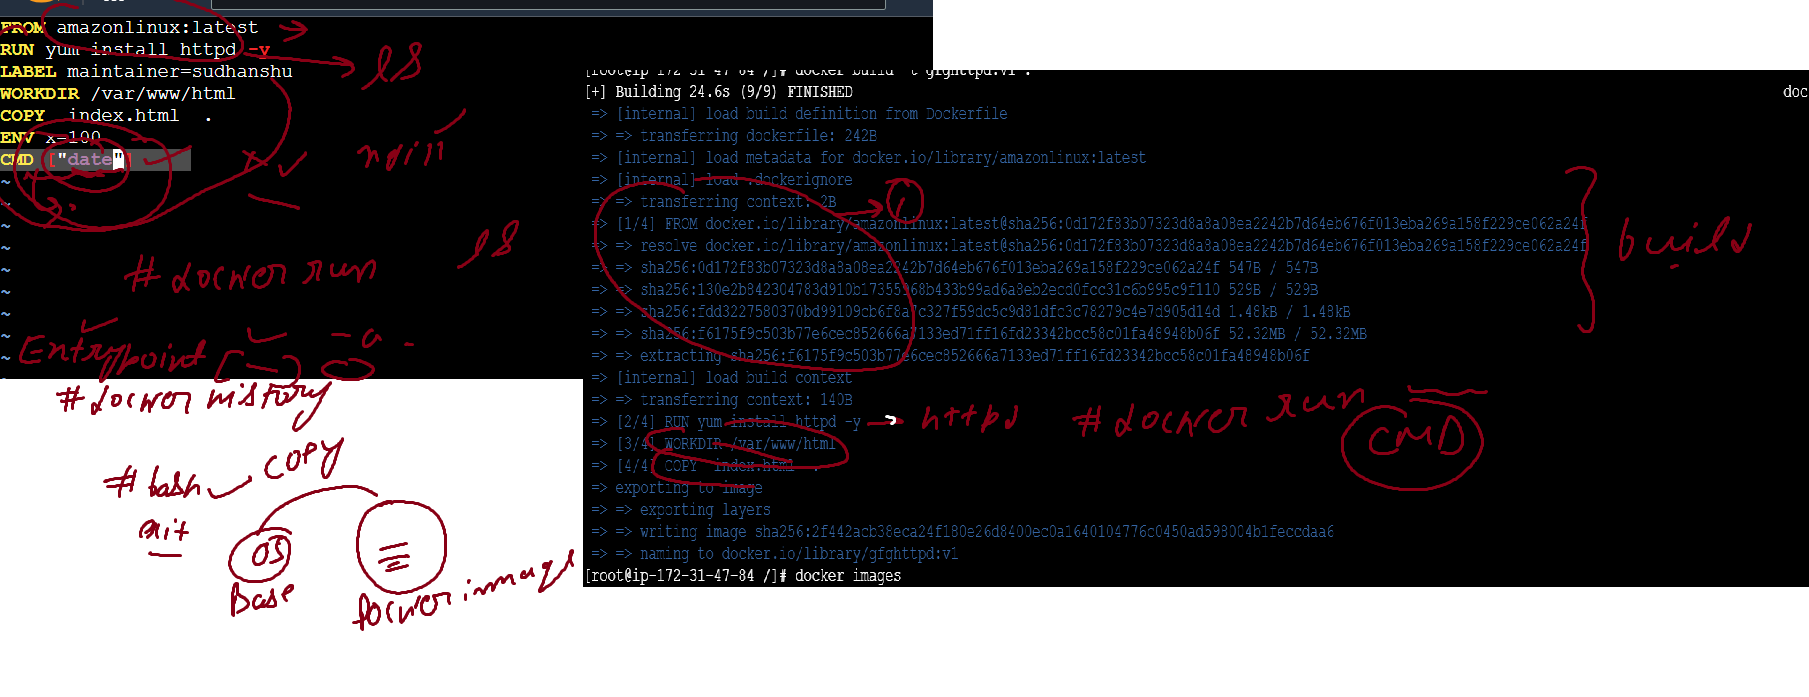 FROM amazonlinux:latest
RUN yum install httpd -y
LABEL maintainer=sudhanshu
WORKDIR /var/www/html
COPY  index.html  .
ENV x=100
CMD ["date"]
~
~
~
~
~
~
~
~
~
~
ls
ls
# docker run
Entrypoint [ ] -a
# docker history
# bash
COPY
exit
OS
Base
Docker image
[root@ip-172-31-47-84 /]# docker build -t gfghttpd:v1 .
[+] Building 24.6s (9/9) FINISHED
doc
=> [internal] load build definition from Dockerfile
=> => transferring dockerfile: 242B
=> [internal] load metadata for docker.io/library/amazonlinux:latest
=> [internal] load .dockerignore
=> => transferring context: 2B
=> [1/4] FROM docker.io/library/amazonlinux:latest@sha256:0d172f83b07323d8a8a08ea2242b7d64eb676f013eba269a158f229ce062a24f
=> => resolve docker.io/library/amazonlinux:latest@sha256:0d172f83b07323d8a8a08ea2242b7d64eb676f013eba269a158f229ce062a24f
=> => sha256:0d172f83b07323d8a8a08ea2242b7d64eb676f013eba269a158f229ce062a24f 547B / 547B
=> => 529B / 529B
=> => 1.48kB / 1.48kB
=> => sha256:f6175f9c503b77e6cec852666a7133ed71ff16fd23342bcc58c01fa48948b06f 52.32MB / 52.32MB
=> => extracting sha256:f6175f9c503b77e6cec852666a7133ed71ff16fd23342bcc58c01fa48948b06f
=> [internal] load build context
=> => transferring context: 140B
=> [2/4] RUN yum install httpd -y
=> [3/4] WORKDIR /var/www/html
=> [4/4] COPY  index.html  .
=> exporting to image
=> => exporting layers
=> => writing image sha256:2f442acb38eca24f180e26d8400ec0a1640104776c0450ad598004b1feccdaa6
=> => naming to docker.io/library/gfghttpd:v1
[root@ip-172-31-47-84 /]# docker images
1
build
httpd
# docker run
CMD